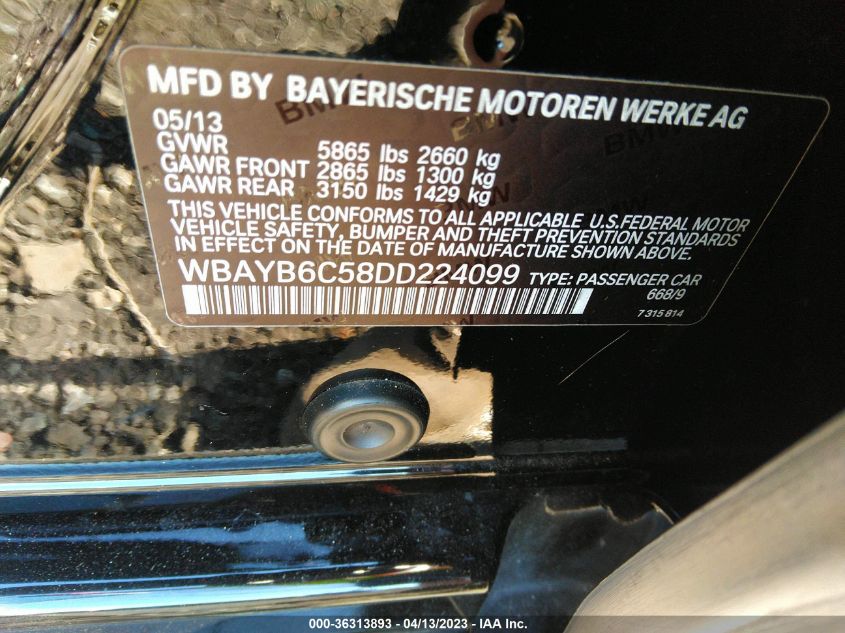 MFD BY BAYERISCHE MOTOREN WERKE AG
05/13
GVWR 5865 lbs 2660 kg
GAWR FRONT 2865 lbs 1300 kg
GAWR REAR 3150 lbs 1429 kg
THIS VEHICLE CONFORMS TO ALL APPLICABLE U.S.FEDERAL MOTOR
VEHICLE SAFETY, BUMPER AND THEFT PREVENTION STANDARDS
IN EFFECT ON THE DATE OF MANUFACTURE SHOWN ABOVE.
WBAYB6C58DD224099 TYPE: PASSENGER CAR
668/9
7 315 814
000-36313893 - 04/13/2023 - IAA Inc.